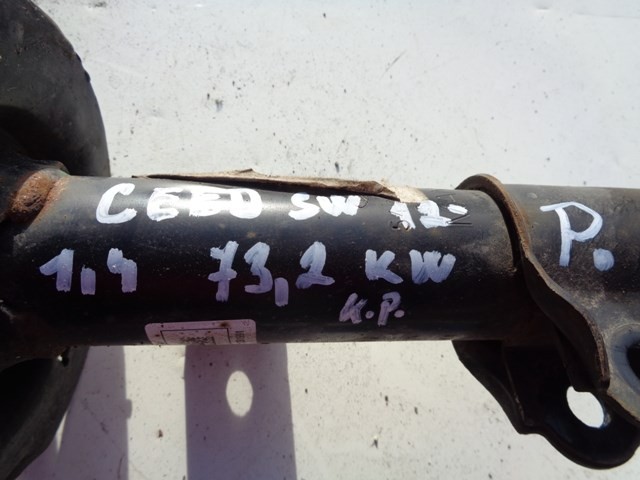 CEED SW 12"
P.
1,4 73,2 KW
K.P.